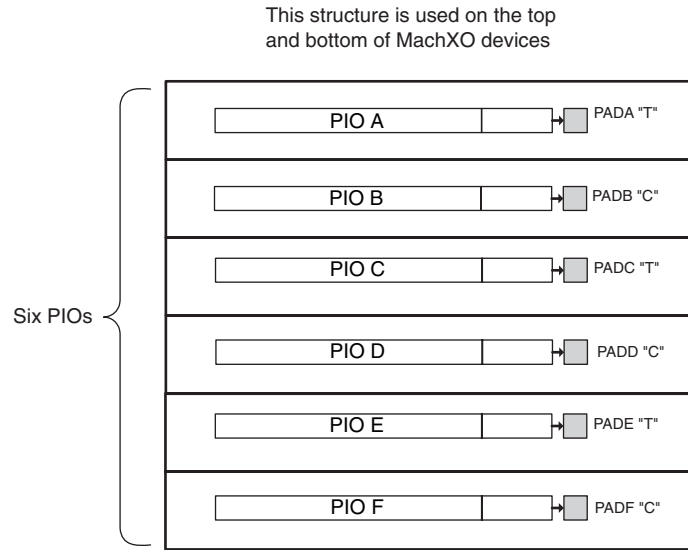 This structure is used on the top
and bottom of MachXO devices
PIO A
PADA "T"
PIO B
PADB "C"
PIO C
PADC "T"
Six PIOs
PIO D
PADD "C"
PIO E
PADE "T"
PIO F
PADF "C"